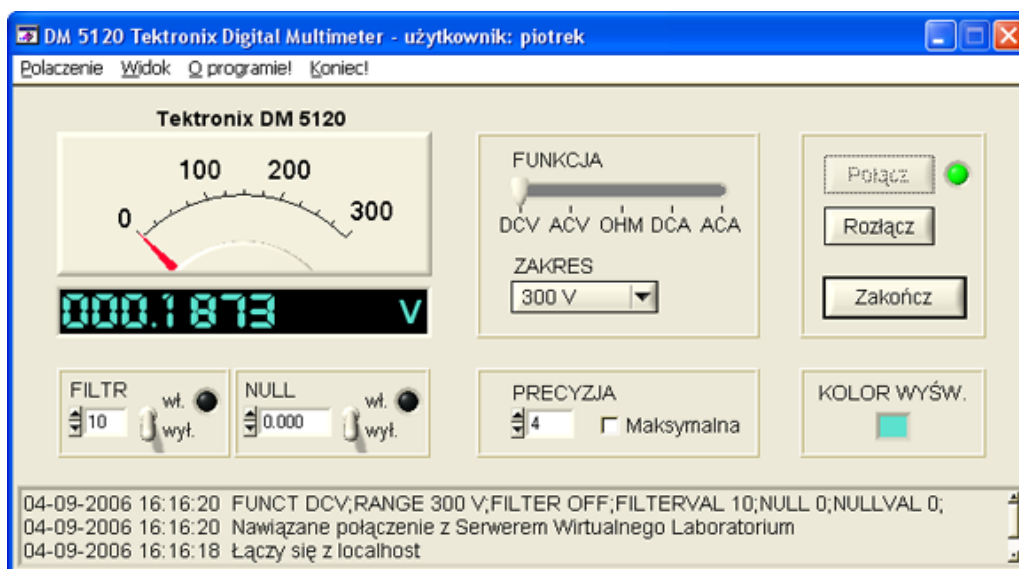 DM 5120 Tektronix Digital Multimeter - użytkownik: piotrek
Polaczenie Widok O programie! Koniec!
Tektronix DM 5120
0 100 200 300
000.1873 V
FUNKCJA
DCV ACV OHM DCA ACA
ZAKRES
300 V
Połącz
Rozłącz
Zakończ
FILTR
10
wł.
wył.
NULL
0.000
wł.
wył.
PRECYZJA
4
Maksymalna
KOLOR WYŚW.
04-09-2006 16:16:20 FUNCT DCV;RANGE 300 V;FILTER OFF;FILTERVAL 10;NULL 0;NULLVAL 0;
04-09-2006 16:16:20 Nawiązane połączenie z Serwerem Wirtualnego Laboratorium
04-09-2006 16:16:18 Łączy się z localhost